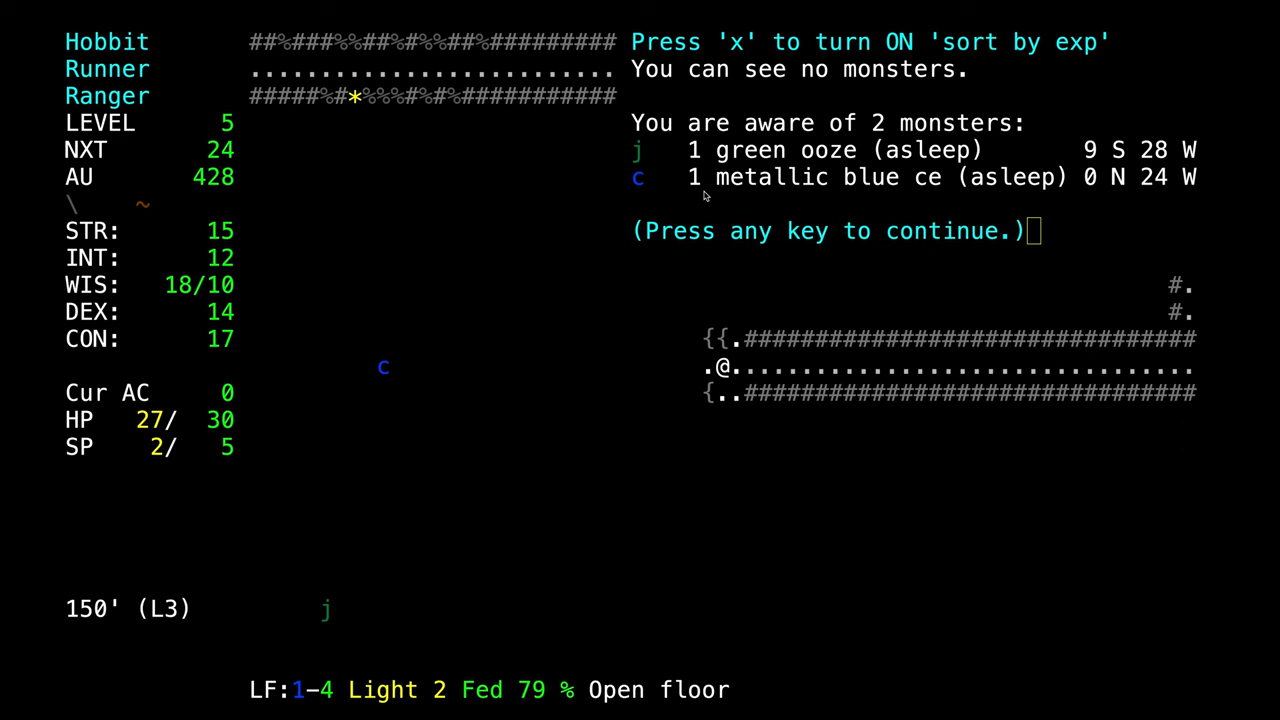 Hobbit ##%###%%##%#%%##%######### Press 'x' to turn ON 'sort by exp'
Runner .......................... You can see no monsters.
Ranger #####%#*%%%#%#%###########
LEVEL 5 You are aware of 2 monsters:
NXT 24 j 1 green ooze (asleep) 9 S 28 W
AU 428 c 1 metallic blue ce (asleep) 0 N 24 W
\ ~
STR: 15 (Press any key to continue.)
INT: 12
WIS: 18/10 #.
DEX: 14 #.
CON: 17 {{.################################
c .@.................................
Cur AC 0 {..################################
HP 27/ 30
SP 2/ 5
150' (L3) j
LF:1-4 Light 2 Fed 79 % Open floor